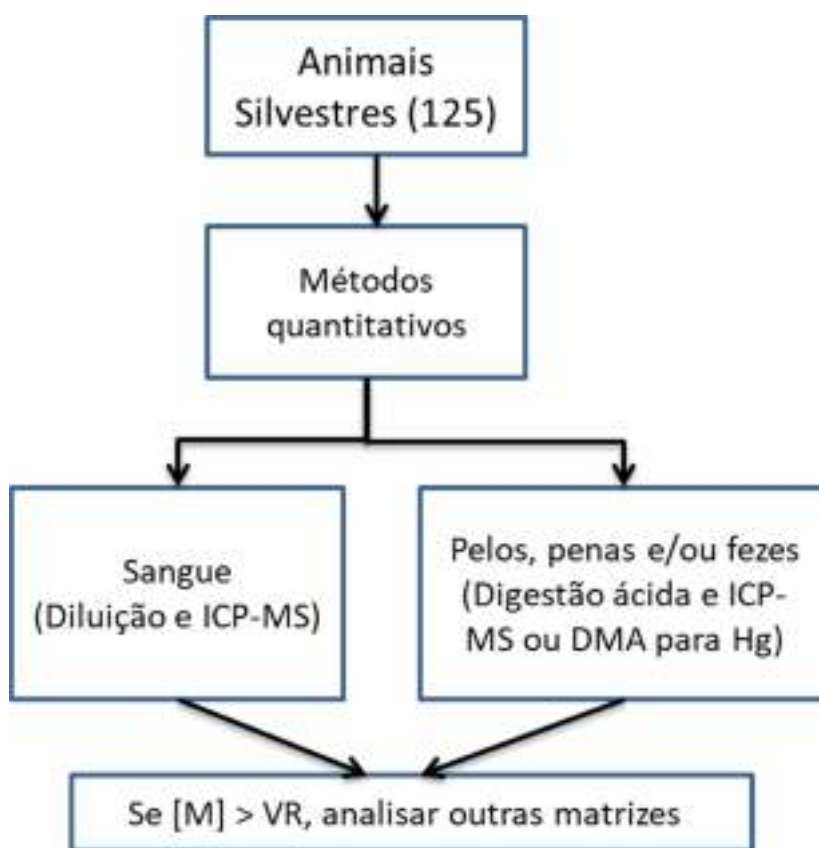 Animais
Silvestres (125)
Métodos
quantitativos
Sangue
(Diluição e ICP-MS)
Pelos, penas e/ou fezes
(Digestão ácida e ICP-
MS ou DMA para Hg)
Se [M] > VR, analisar outras matrizes